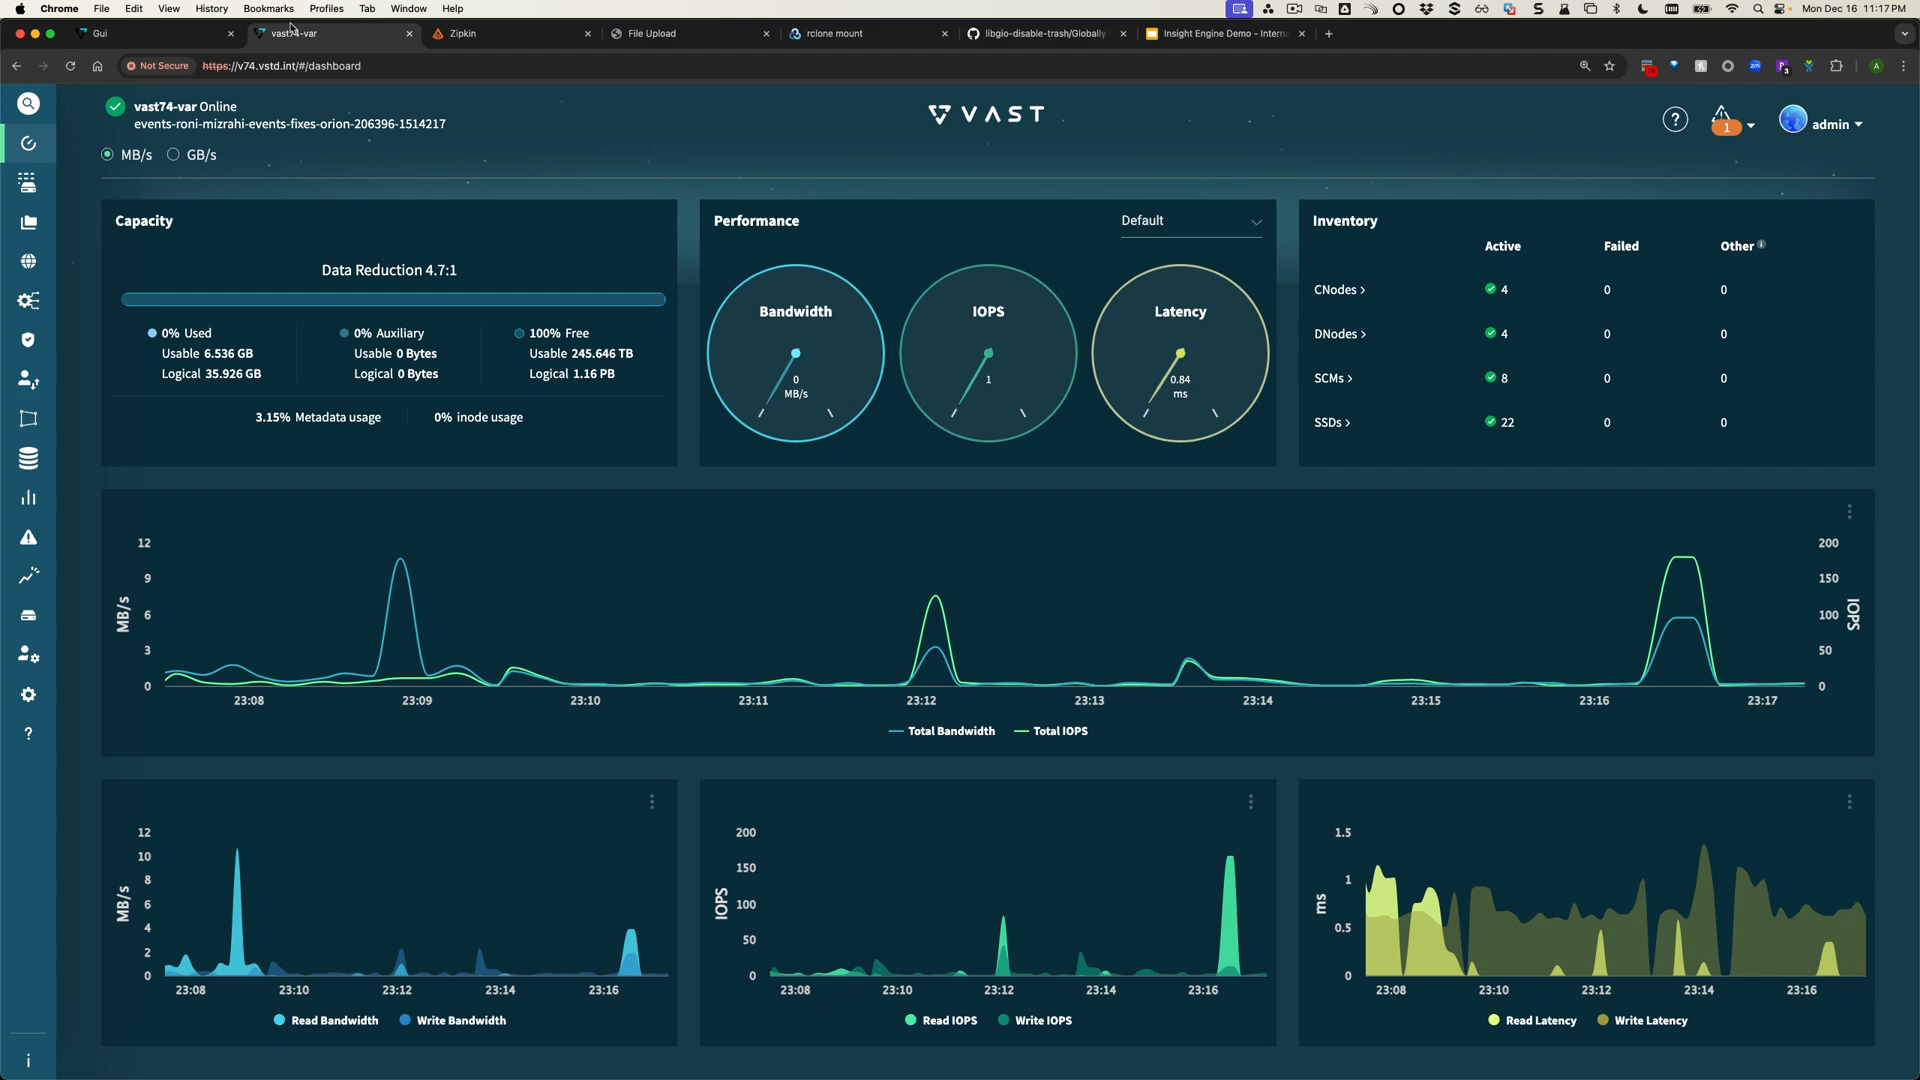 Chrome File Edit View History Bookmarks Profiles Tab Window Help
Mon Dec 16 11:17 PM
Gui
vast74-var
Zipkin
File Upload
rclone mount
libgio-disable-trash/Globally
Insight Engine Demo - Intern
Not Secure https://v74.vstd.int/#/dashboard
vast74-var Online
events-roni-mizrahi-events-fixes-orion-206396-1514217
VAST
?
1
admin
MB/s GB/s
Capacity
Data Reduction 4.7:1
0% Used
Usable 6.536 GB
Logical 35.926 GB
0% Auxiliary
Usable 0 Bytes
Logical 0 Bytes
100% Free
Usable 245.646 TB
Logical 1.16 PB
3.15% Metadata usage
0% inode usage
Performance
Default
Bandwidth
0
MB/s
IOPS
1
Latency
0.84
ms
Inventory
Active Failed Other
CNodes > 4 0 0
DNodes > 4 0 0
SCMs > 8 0 0
SSDs > 22 0 0
MB/s
12
9
6
3
0
200
150
100
50
0
IOPS
23:08 23:09 23:10 23:11 23:12 23:13 23:14 23:15 23:16 23:17
Total Bandwidth Total IOPS
MB/s
12
10
8
6
4
2
0
23:08 23:10 23:12 23:14 23:16
Read Bandwidth Write Bandwidth
IOPS
200
150
100
50
0
23:08 23:10 23:12 23:14 23:16
Read IOPS Write IOPS
ms
1.5
1
0.5
0
23:08 23:10 23:12 23:14 23:16
Read Latency Write Latency
?
i